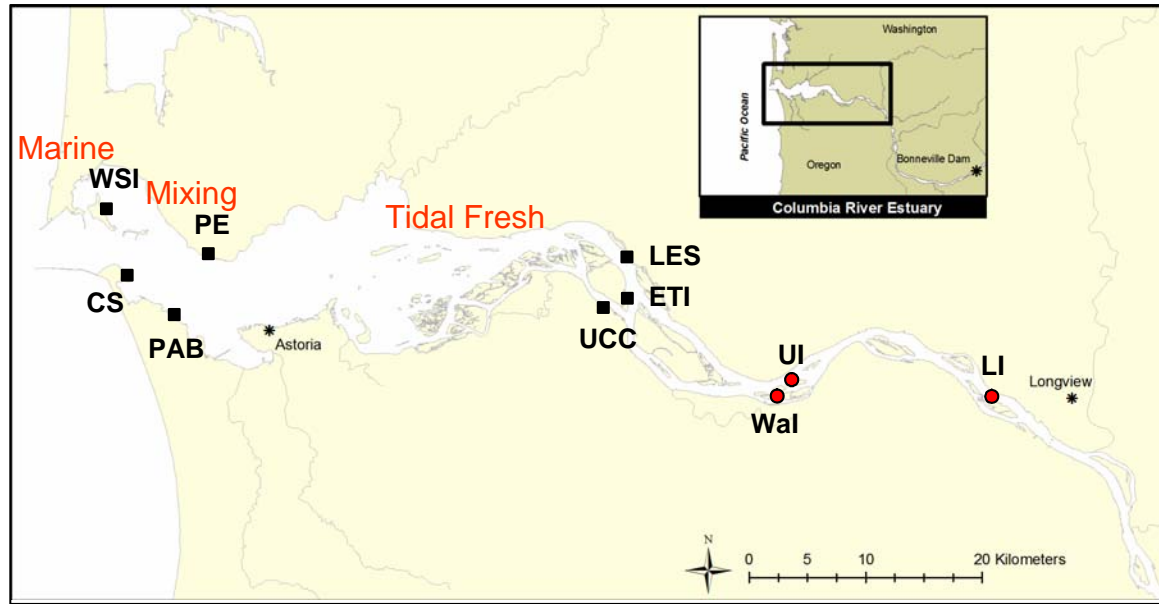 Washington
Pacific Ocean
Oregon
Bonneville Dam
Columbia River Estuary
Marine
WSI
Mixing
PE
Tidal Fresh
LES
CS
ETI
PAB
Astoria
UCC
UI
LI
Longview
WaI
N
0 5 10 20 Kilometers